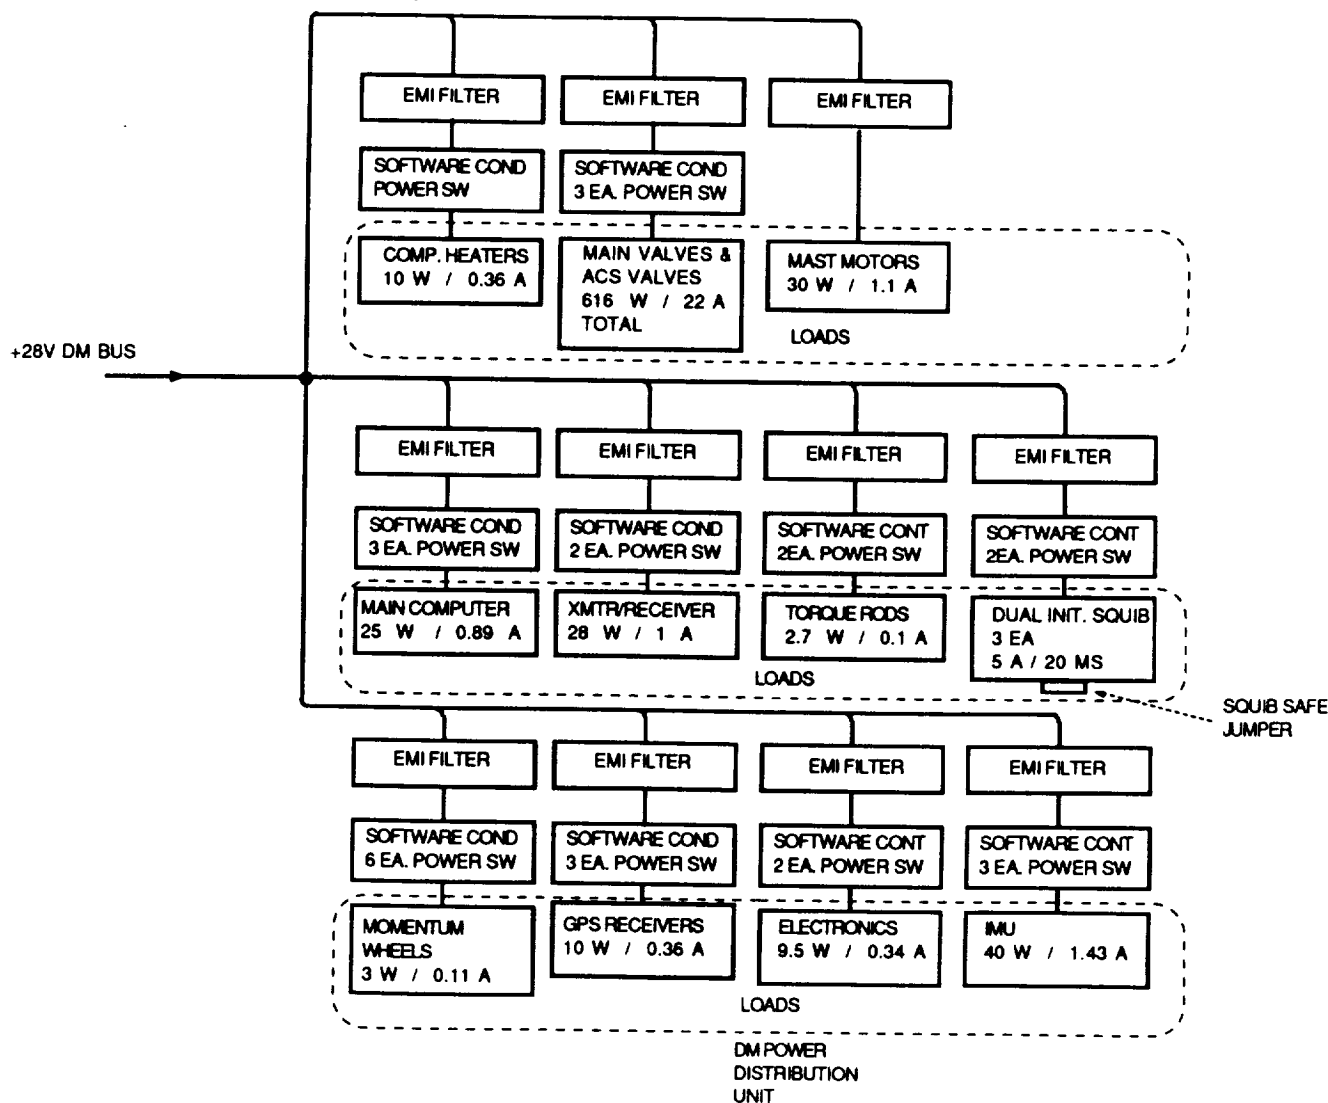 EMI FILTER
EMI FILTER
EMI FILTER
SOFTWARE COND
POWER SW
SOFTWARE COND
3 EA. POWER SW
COMP. HEATERS
10 W / 0.36 A
MAIN VALVES &
ACS VALVES
616 W / 22 A
TOTAL
MAST MOTORS
30 W / 1.1 A
LOADS
+28V DM BUS
EMI FILTER
EMI FILTER
EMI FILTER
EMI FILTER
SOFTWARE COND
3 EA. POWER SW
SOFTWARE COND
2 EA. POWER SW
SOFTWARE CONT
2EA. POWER SW
SOFTWARE CONT
2EA. POWER SW
MAIN COMPUTER
25 W / 0.89 A
XMTR/RECEIVER
28 W / 1 A
TORQUE RODS
2.7 W / 0.1 A
DUAL INIT. SQUIB
3 EA
5 A / 20 MS
LOADS
SQUIB SAFE
JUMPER
EMI FILTER
EMI FILTER
EMI FILTER
EMI FILTER
SOFTWARE COND
6 EA. POWER SW
SOFTWARE COND
3 EA. POWER SW
SOFTWARE CONT
2 EA. POWER SW
SOFTWARE CONT
3 EA. POWER SW
MOMENTUM
WHEELS
3 W / 0.11 A
GPS RECEIVERS
10 W / 0.36 A
ELECTRONICS
9.5 W / 0.34 A
IMU
40 W / 1.43 A
LOADS
DM POWER
DISTRIBUTION
UNIT